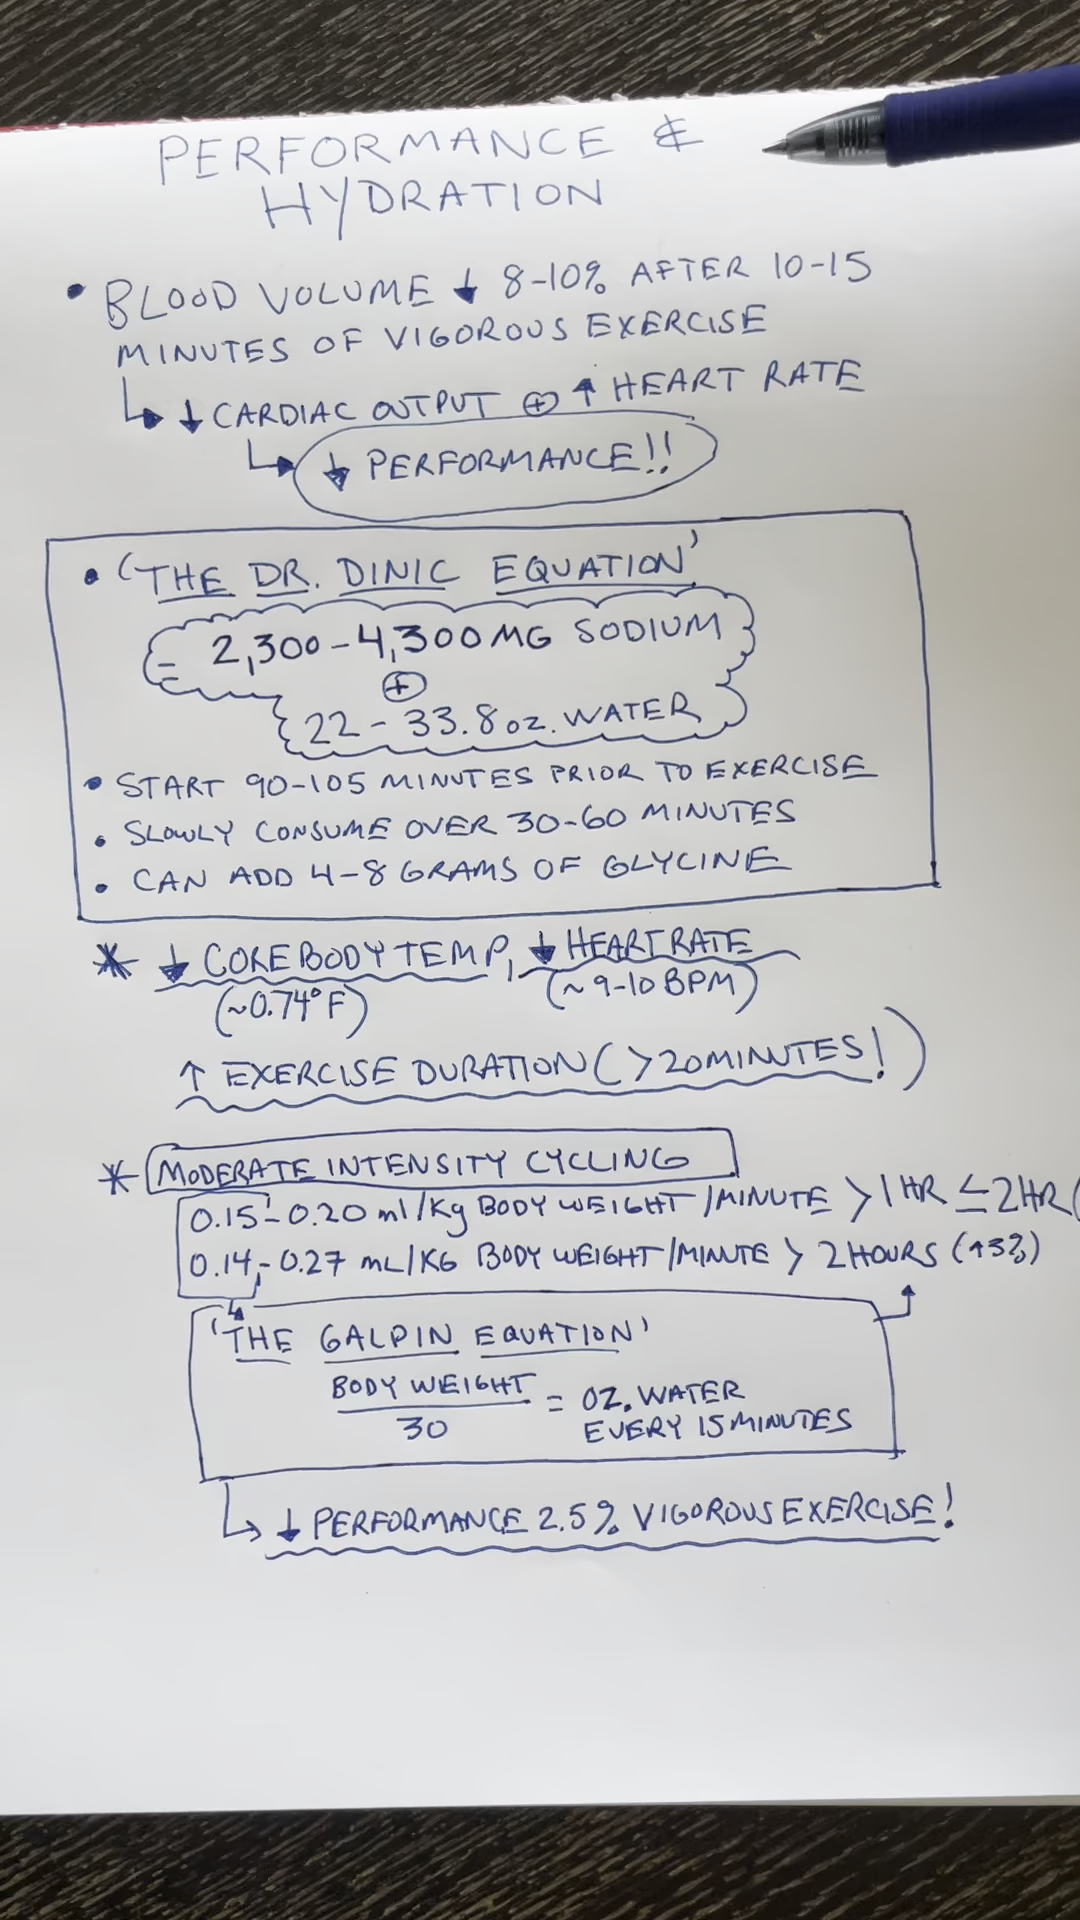 PERFORMANCE &
HYDRATION
• BLOOD VOLUME ↓ 8-10% AFTER 10-15
MINUTES OF VIGOROUS EXERCISE
↳ ↓ CARDIAC OUTPUT ⊕ ↑ HEART RATE
↳ ↓ PERFORMANCE!!
• 'THE DR. DINIC EQUATION'
= 2,300-4,300MG SODIUM
⊕
22-33.8 oz. WATER
• START 90-105 MINUTES PRIOR TO EXERCISE
• SLOWLY CONSUME OVER 30-60 MINUTES
• CAN ADD 4-8 GRAMS OF GLYCINE
* ↓ CORE BODY TEMP, ↓ HEART RATE
(~0.74°F) (~9-10 BPM)
↑ EXERCISE DURATION (>20 MINUTES!)
* MODERATE INTENSITY CYCLING
0.15-0.20 ml/Kg BODY WEIGHT/MINUTE > 1 HR ≤ 2 HR (
0.14-0.27 mL/KG BODY WEIGHT/MINUTE > 2 HOURS (↑3%)
'THE GALPIN EQUATION'
BODY WEIGHT
30
= OZ. WATER
EVERY 15 MINUTES
↳ ↓ PERFORMANCE 2.5% VIGOROUS EXERCISE!